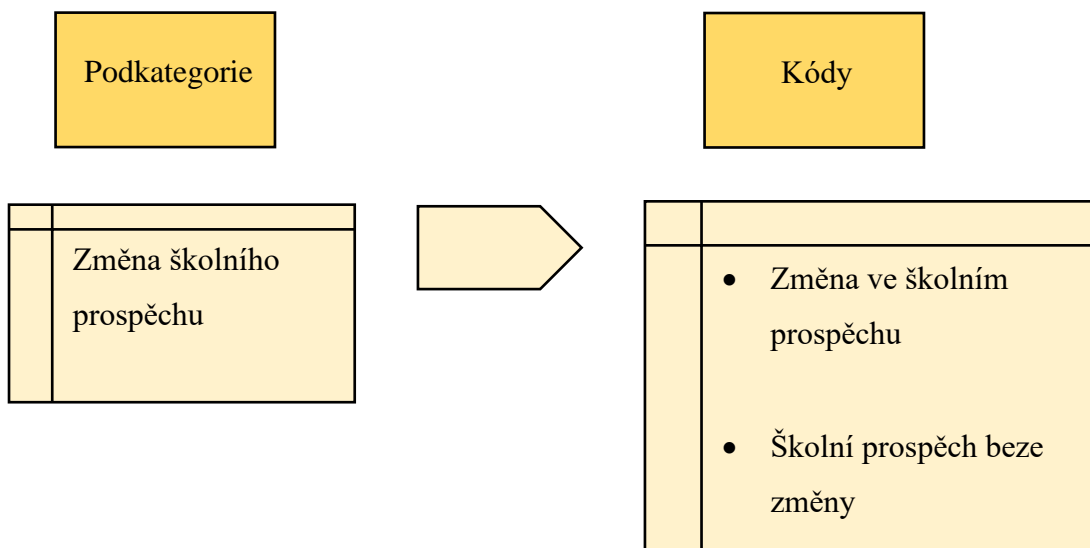 Podkategorie
Kódy
Změna školního
prospěchu
• Změna ve školním
prospěchu
• Školní prospěch beze
změny